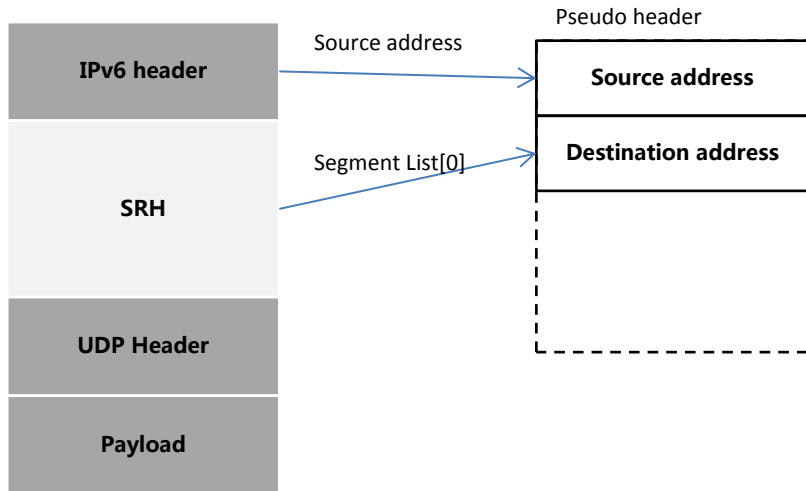 Pseudo header
Source address
IPv6 header
Source address
Destination address
Segment List[0]
SRH
UDP Header
Payload